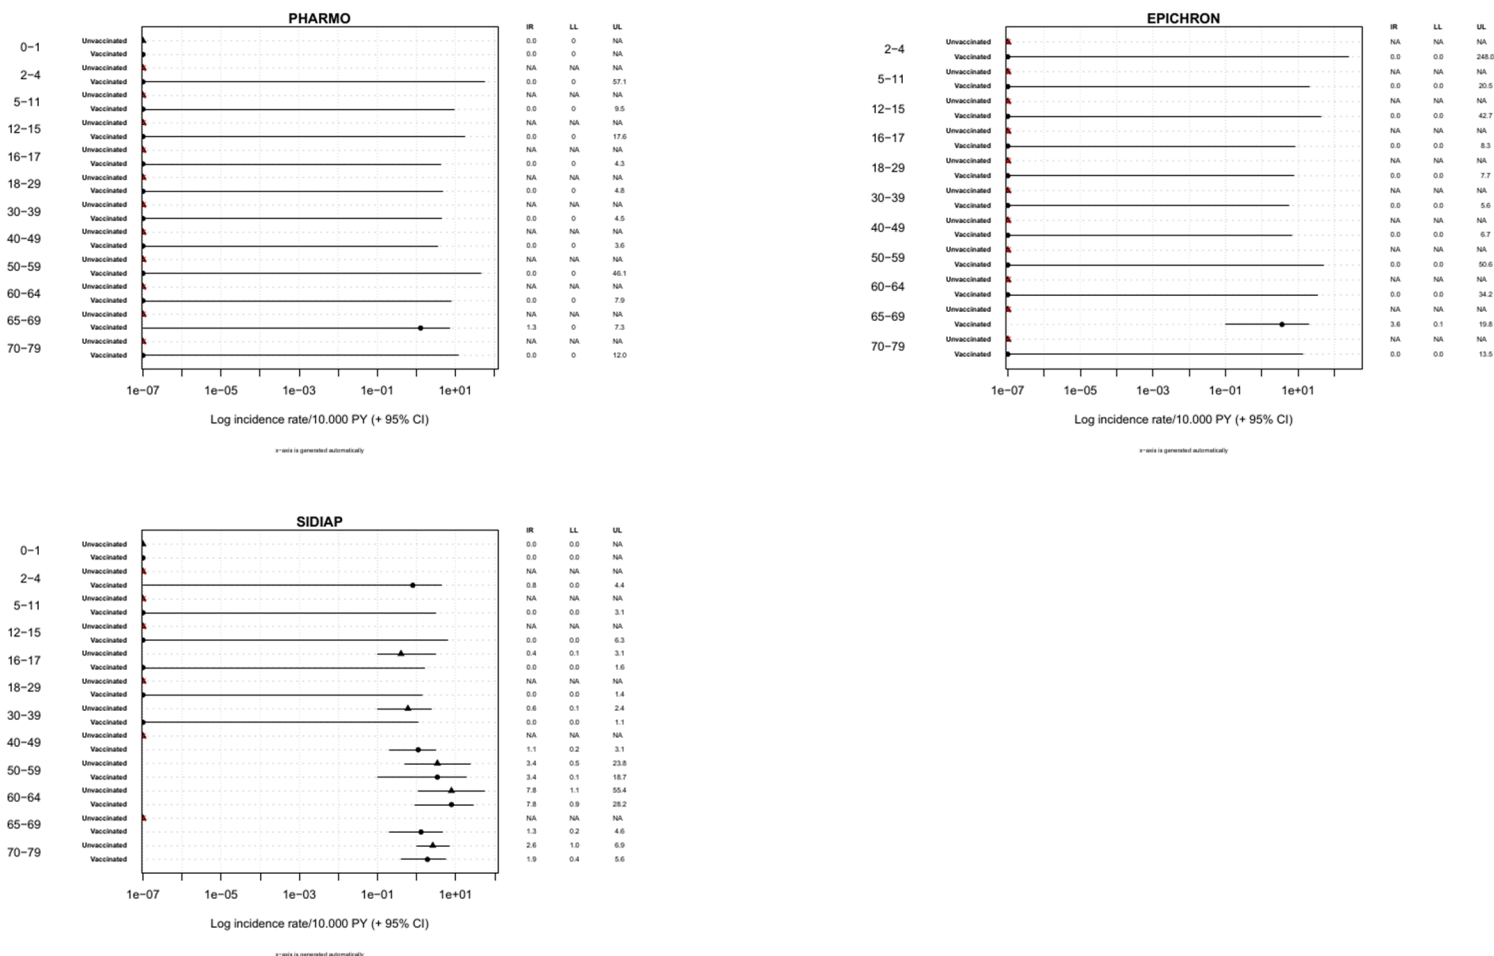 PHARMO
IR LL UL
0−1
Unvaccinated 0.0 0 NA
Vaccinated 0.0 0 NA
2−4
Unvaccinated NA NA NA
Vaccinated 0.0 0 57.1
5−11
Unvaccinated NA NA NA
Vaccinated 0.0 0 9.5
12−15
Unvaccinated NA NA NA
Vaccinated 0.0 0 17.6
16−17
Unvaccinated NA NA NA
Vaccinated 0.0 0 4.3
18−29
Unvaccinated NA NA NA
Vaccinated 0.0 0 4.8
30−39
Unvaccinated NA NA NA
Vaccinated 0.0 0 4.5
40−49
Unvaccinated NA NA NA
Vaccinated 0.0 0 3.6
50−59
Unvaccinated NA NA NA
Vaccinated 0.0 0 46.1
60−64
Unvaccinated NA NA NA
Vaccinated 0.0 0 7.9
65−69
Unvaccinated NA NA NA
Vaccinated 1.3 0 7.3
70−79
Unvaccinated NA NA NA
Vaccinated 0.0 0 12.0
1e−07 1e−05 1e−03 1e−01 1e+01
Log incidence rate/10.000 PY (+ 95% CI)
x−axis is generated automatically
EPICHRON
IR LL UL
2−4
Unvaccinated NA NA NA
Vaccinated 0.0 0.0 248.0
5−11
Unvaccinated NA NA NA
Vaccinated 0.0 0.0 20.5
12−15
Unvaccinated NA NA NA
Vaccinated 0.0 0.0 42.7
16−17
Unvaccinated NA NA NA
Vaccinated 0.0 0.0 8.3
18−29
Unvaccinated NA NA NA
Vaccinated 0.0 0.0 7.7
30−39
Unvaccinated NA NA NA
Vaccinated 0.0 0.0 5.6
40−49
Unvaccinated NA NA NA
Vaccinated 0.0 0.0 6.7
50−59
Unvaccinated NA NA NA
Vaccinated 0.0 0.0 50.6
60−64
Unvaccinated NA NA NA
Vaccinated 0.0 0.0 34.2
65−69
Unvaccinated NA NA NA
Vaccinated 3.6 0.1 19.8
70−79
Unvaccinated NA NA NA
Vaccinated 0.0 0.0 13.5
1e−07 1e−05 1e−03 1e−01 1e+01
Log incidence rate/10.000 PY (+ 95% CI)
x−axis is generated automatically
SIDIAP
IR LL UL
0−1
Unvaccinated 0.0 0.0 NA
Vaccinated 0.0 0.0 NA
2−4
Unvaccinated NA NA NA
Vaccinated 0.8 0.0 4.4
5−11
Unvaccinated NA NA NA
Vaccinated 0.0 0.0 3.1
12−15
Unvaccinated NA NA NA
Vaccinated 0.0 0.0 6.3
16−17
Unvaccinated 0.4 0.1 3.1
Vaccinated 0.0 0.0 1.6
18−29
Unvaccinated NA NA NA
Vaccinated 0.0 0.0 1.4
30−39
Unvaccinated 0.6 0.1 2.4
Vaccinated 0.0 0.0 1.1
40−49
Unvaccinated NA NA NA
Vaccinated 1.1 0.2 3.1
50−59
Unvaccinated 3.4 0.5 23.8
Vaccinated 3.4 0.1 18.7
60−64
Unvaccinated 7.8 1.1 55.4
Vaccinated 7.8 0.9 28.2
65−69
Unvaccinated NA NA NA
Vaccinated 1.3 0.2 4.6
70−79
Unvaccinated 2.6 1.0 6.9
Vaccinated 1.9 0.4 5.6
1e−07 1e−05 1e−03 1e−01 1e+01
Log incidence rate/10.000 PY (+ 95% CI)
x−axis is generated automatically